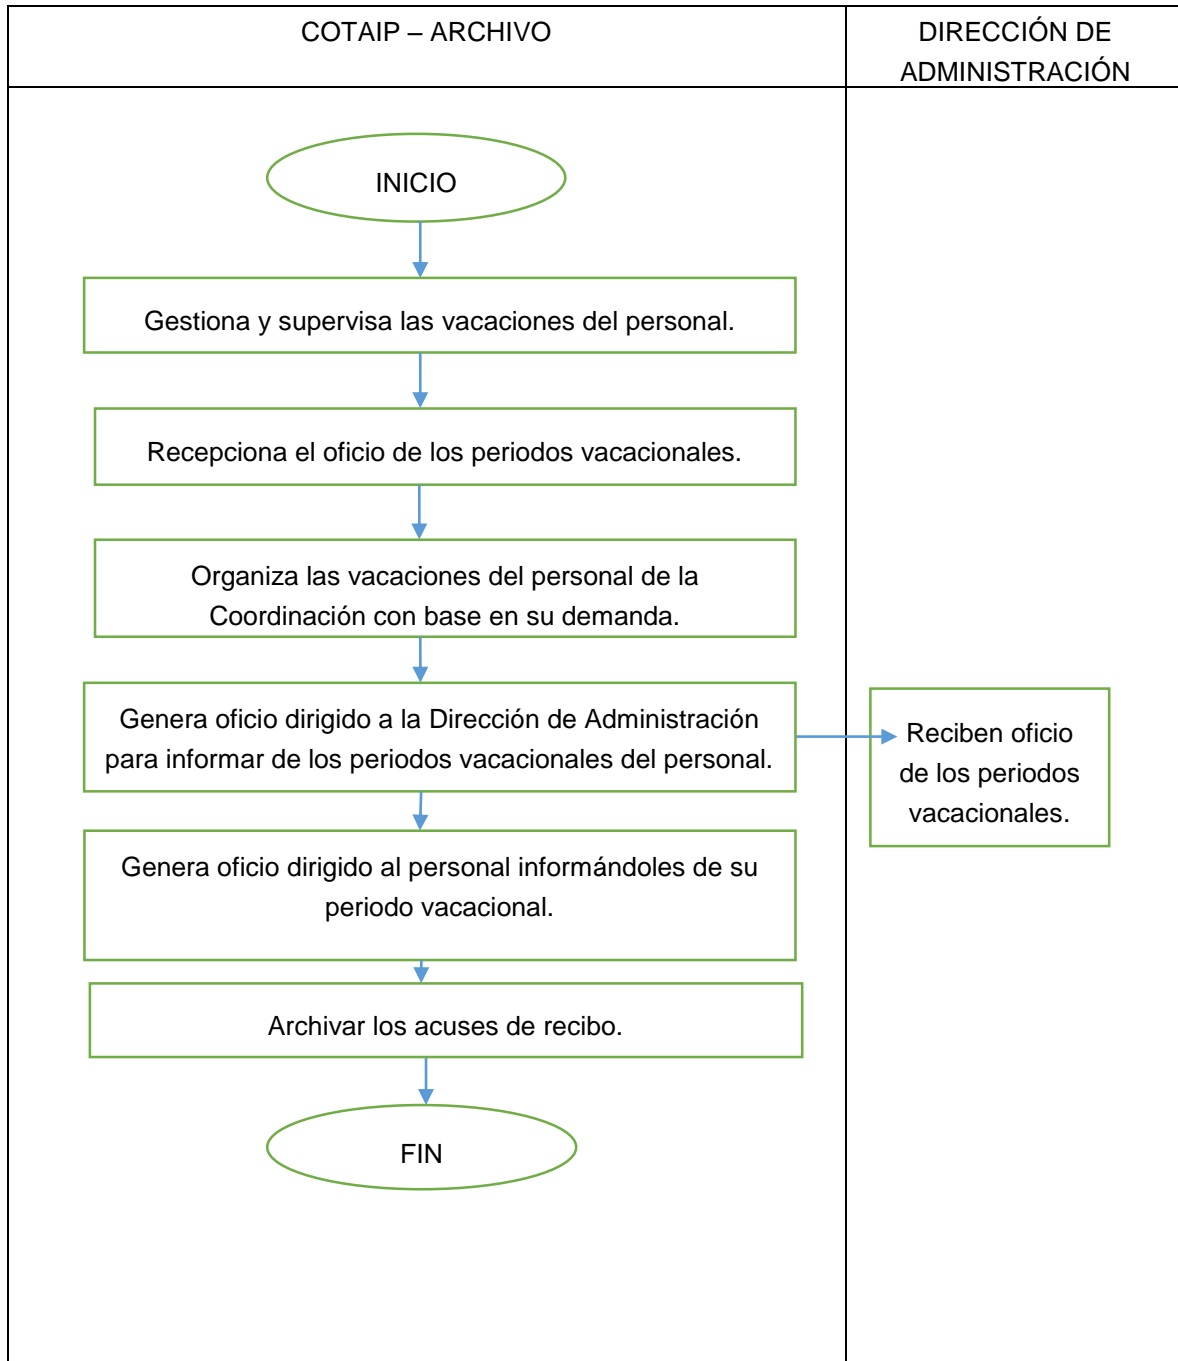 COTAIP – ARCHIVO
DIRECCIÓN DE
ADMINISTRACIÓN
INICIO
Gestiona y supervisa las vacaciones del personal.
Recepciona el oficio de los periodos vacacionales.
Organiza las vacaciones del personal de la
Coordinación con base en su demanda.
Genera oficio dirigido a la Dirección de Administración
para informar de los periodos vacacionales del personal.
Reciben oficio
de los periodos
vacacionales.
Genera oficio dirigido al personal informándoles de su
periodo vacacional.
Archivar los acuses de recibo.
FIN